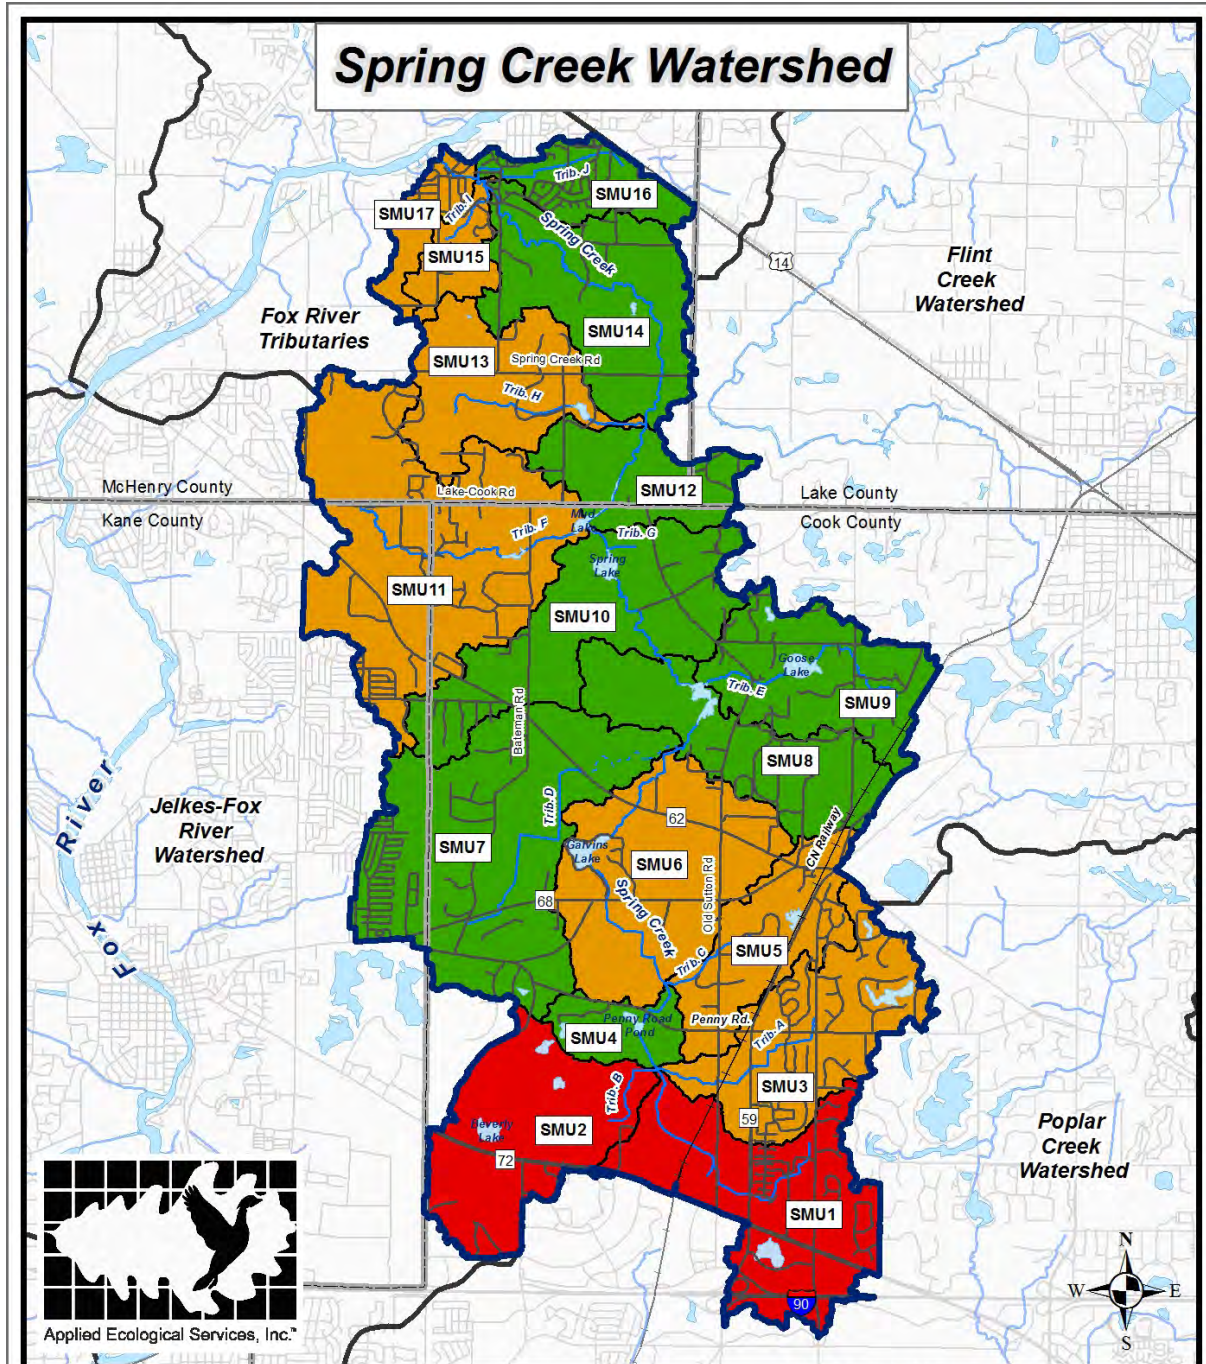 Spring Creek Watershed
Trib. J
SMU16
SMU17
Trib. I
Spring Creek
SMU15
14
Flint
Creek
Watershed
Fox River
Tributaries
SMU14
SMU13
Spring Creek Rd
Trib. H
McHenry County
Lake-Cook Rd
SMU12
Lake County
Kane County
Cook County
Mud
Lake
Trib. F
Trib. G
Spring
Lake
SMU11
SMU10
Goose
Lake
Trib. E
SMU9
Bateman Rd
SMU8
Fox River
Jelkes-Fox
River
Watershed
Trib. D
62
CN Railway
SMU7
Galvins
Lake
SMU6
Old Sutton Rd
68
Spring Creek
SMU5
Trib. C
Penny Road
Pond
Penny Rd.
SMU4
Trib. A
Trib. B
SMU3
59
Beverly
Lake
SMU2
72
Poplar
Creek
Watershed
SMU1
90
N
W
E
S
Applied Ecological Services, Inc.™